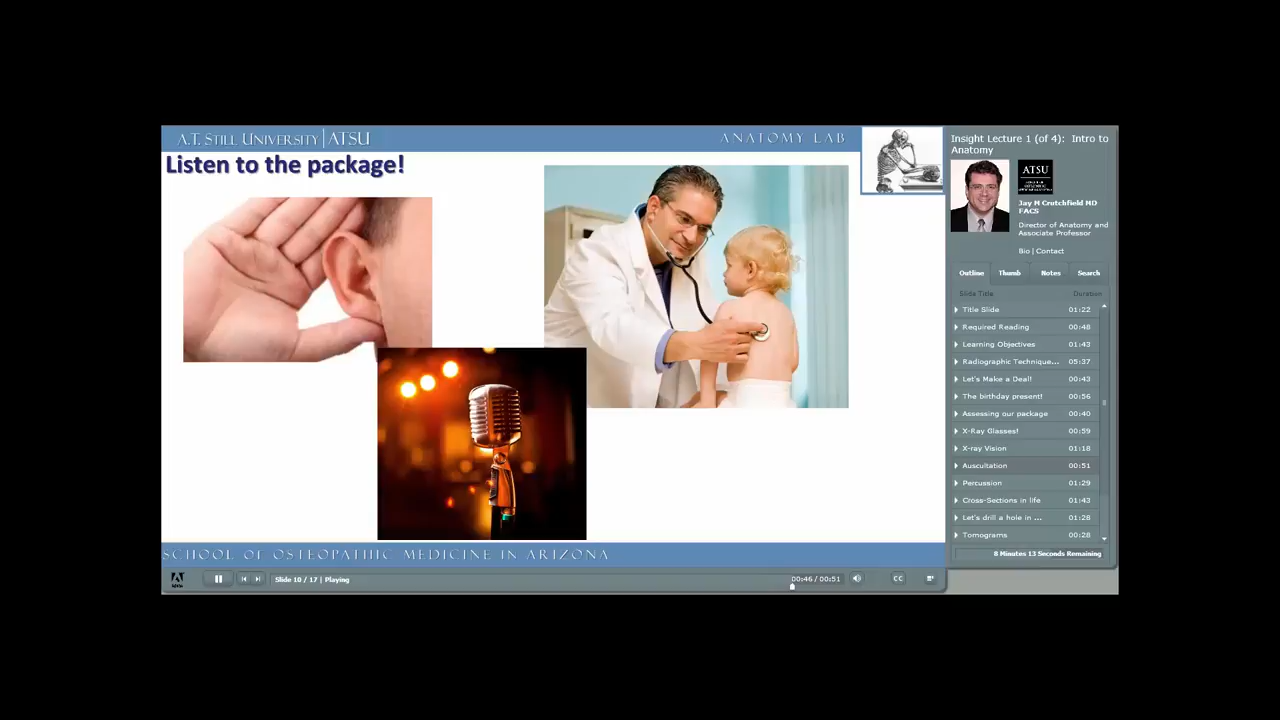 A.T. STILL UNIVERSITY | ATSU
ANATOMY LAB
Listen to the package!
SCHOOL OF OSTEOPATHIC MEDICINE IN ARIZONA
Slide 10 / 17 | Playing
00:46 / 00:51
CC
Insight Lecture 1 (of 4): Intro to
Anatomy
ATSU
Jay M Crutchfield MD
FACS
Director of Anatomy and
Associate Professor
Bio | Contact
Outline Thumb Notes Search
Slide Title Duration
Title Slide 01:22
Required Reading 00:48
Learning Objectives 01:43
Radiographic Technique... 05:37
Let's Make a Deal! 00:43
The birthday present! 00:56
Assessing our package 00:40
X-Ray Glasses! 00:59
X-ray Vision 01:18
Auscultation 00:51
Percussion 01:29
Cross-Sections in life 01:43
Let's drill a hole in ... 01:28
Tomograms 00:28
8 Minutes 13 Seconds Remaining